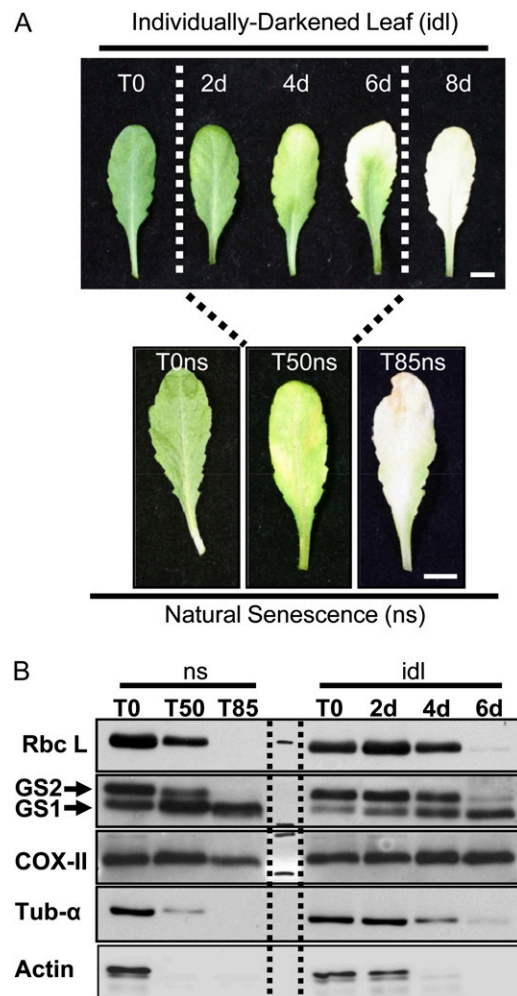 A
Individually-Darkened Leaf (idl)
T0 2d 4d 6d 8d
T0ns T50ns T85ns
Natural Senescence (ns)
B
ns idl
T0 T50 T85 T0 2d 4d 6d
Rbc L
GS2
GS1
COX-II
Tub-α
Actin